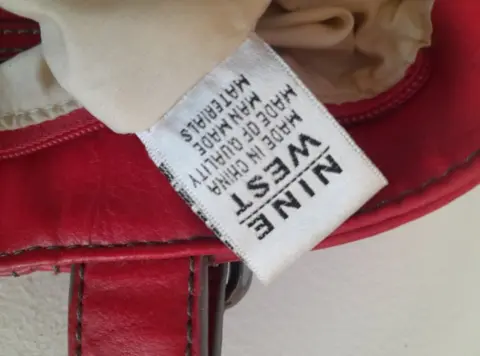 NINE
WEST
MADE IN CHINA
MADE OF QUALITY
MAN MADE
MATERIALS